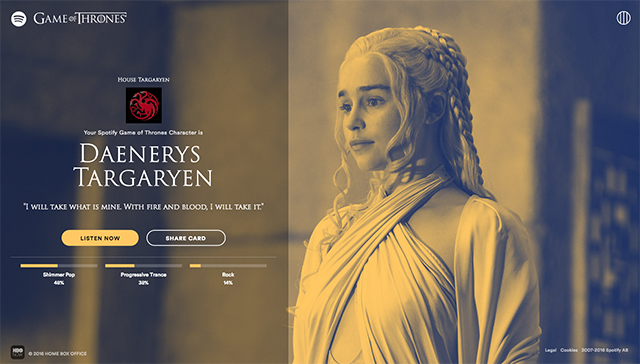 GAME OF THRONES
HOUSE TARGARYEN
Your Spotify Game of Thrones Character is
DAENERYS
TARGARYEN
"I WILL TAKE WHAT IS MINE. WITH FIRE AND BLOOD, I WILL TAKE IT."
LISTEN NOW
SHARE CARD
Shimmer Pop
Progressive Trance
Rock
48%
38%
14%
HBO
NOW
© 2016 HOME BOX OFFICE
Legal Cookies 2007-2016 Spotify AB